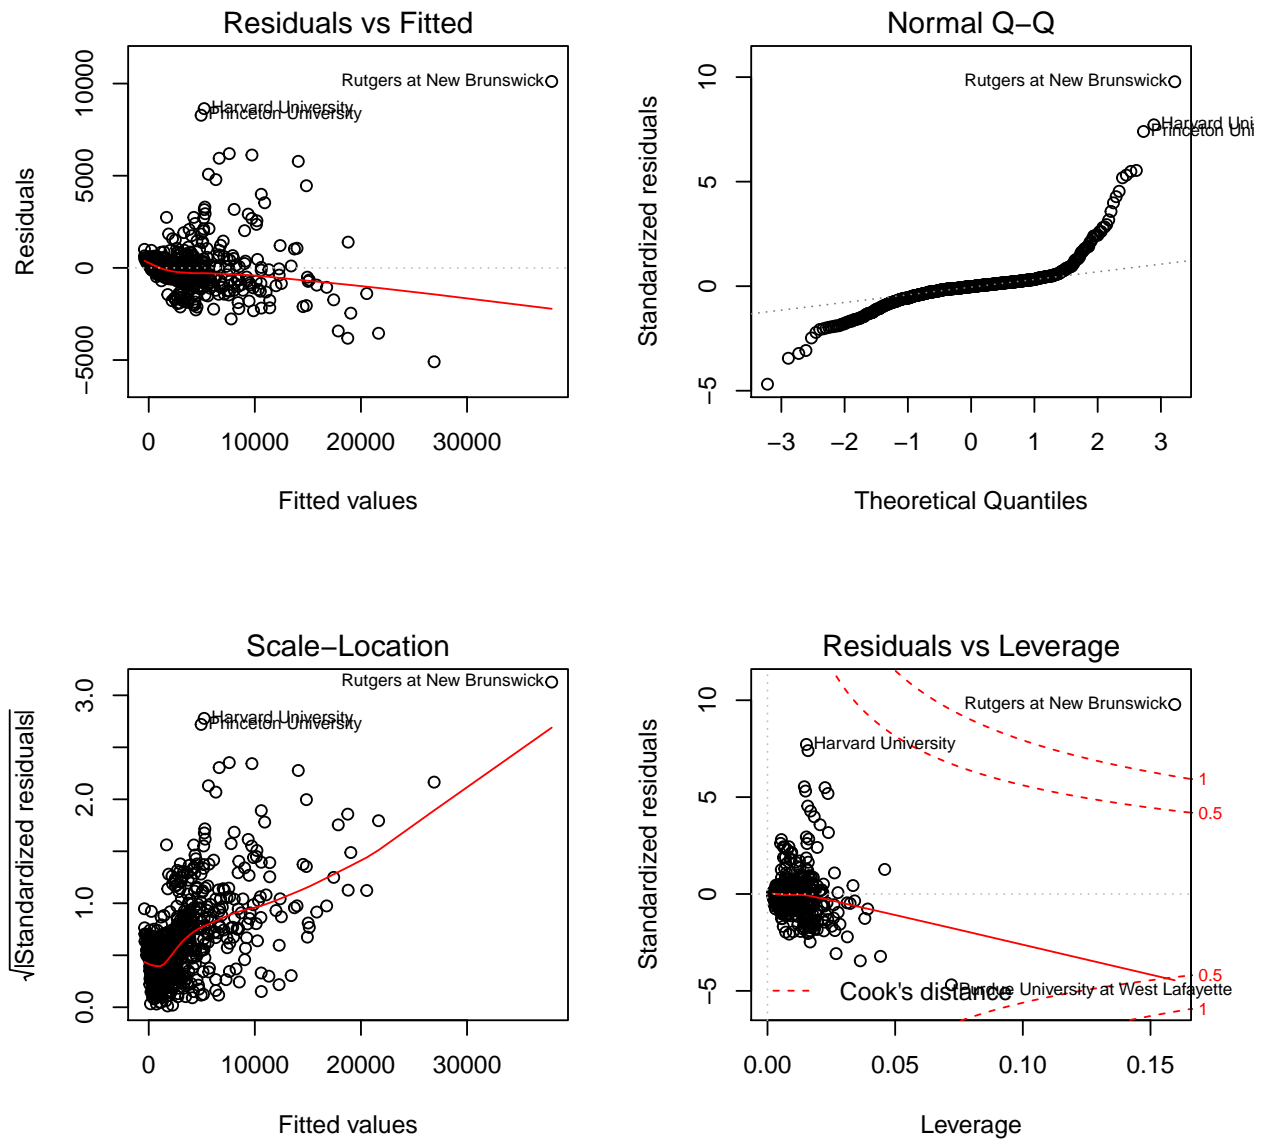 Residuals vs Fitted
Residuals
10000
5000
0
−5000
Rutgers at New Brunswick
Harvard University
Princeton University
0 10000 20000 30000
Fitted values
Normal Q−Q
Standardized residuals
10
5
0
−5
Rutgers at New Brunswick
Harvard Uni
Princeton Uni
−3 −2 −1 0 1 2 3
Theoretical Quantiles
Scale−Location
√|Standardized residuals|
3.0
2.0
1.0
0.0
Rutgers at New Brunswick
Harvard University
Princeton University
0 10000 20000 30000
Fitted values
Residuals vs Leverage
Standardized residuals
10
5
0
−5
Rutgers at New Brunswick
Harvard University
1
0.5
0.5
1
Purdue University at West Lafayette
Cook's distance
0.00 0.05 0.10 0.15
Leverage